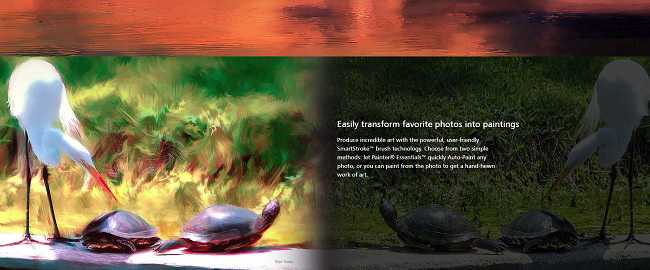 Easily transform favorite photos into paintings
Produce incredible art with the powerful, user-friendly
SmartStroke™ brush technology. Choose from two simple
methods: let Painter® Essentials™ quickly Auto-Paint any
photo, or you can paint from the photo to get a hand-hewn
work of art.